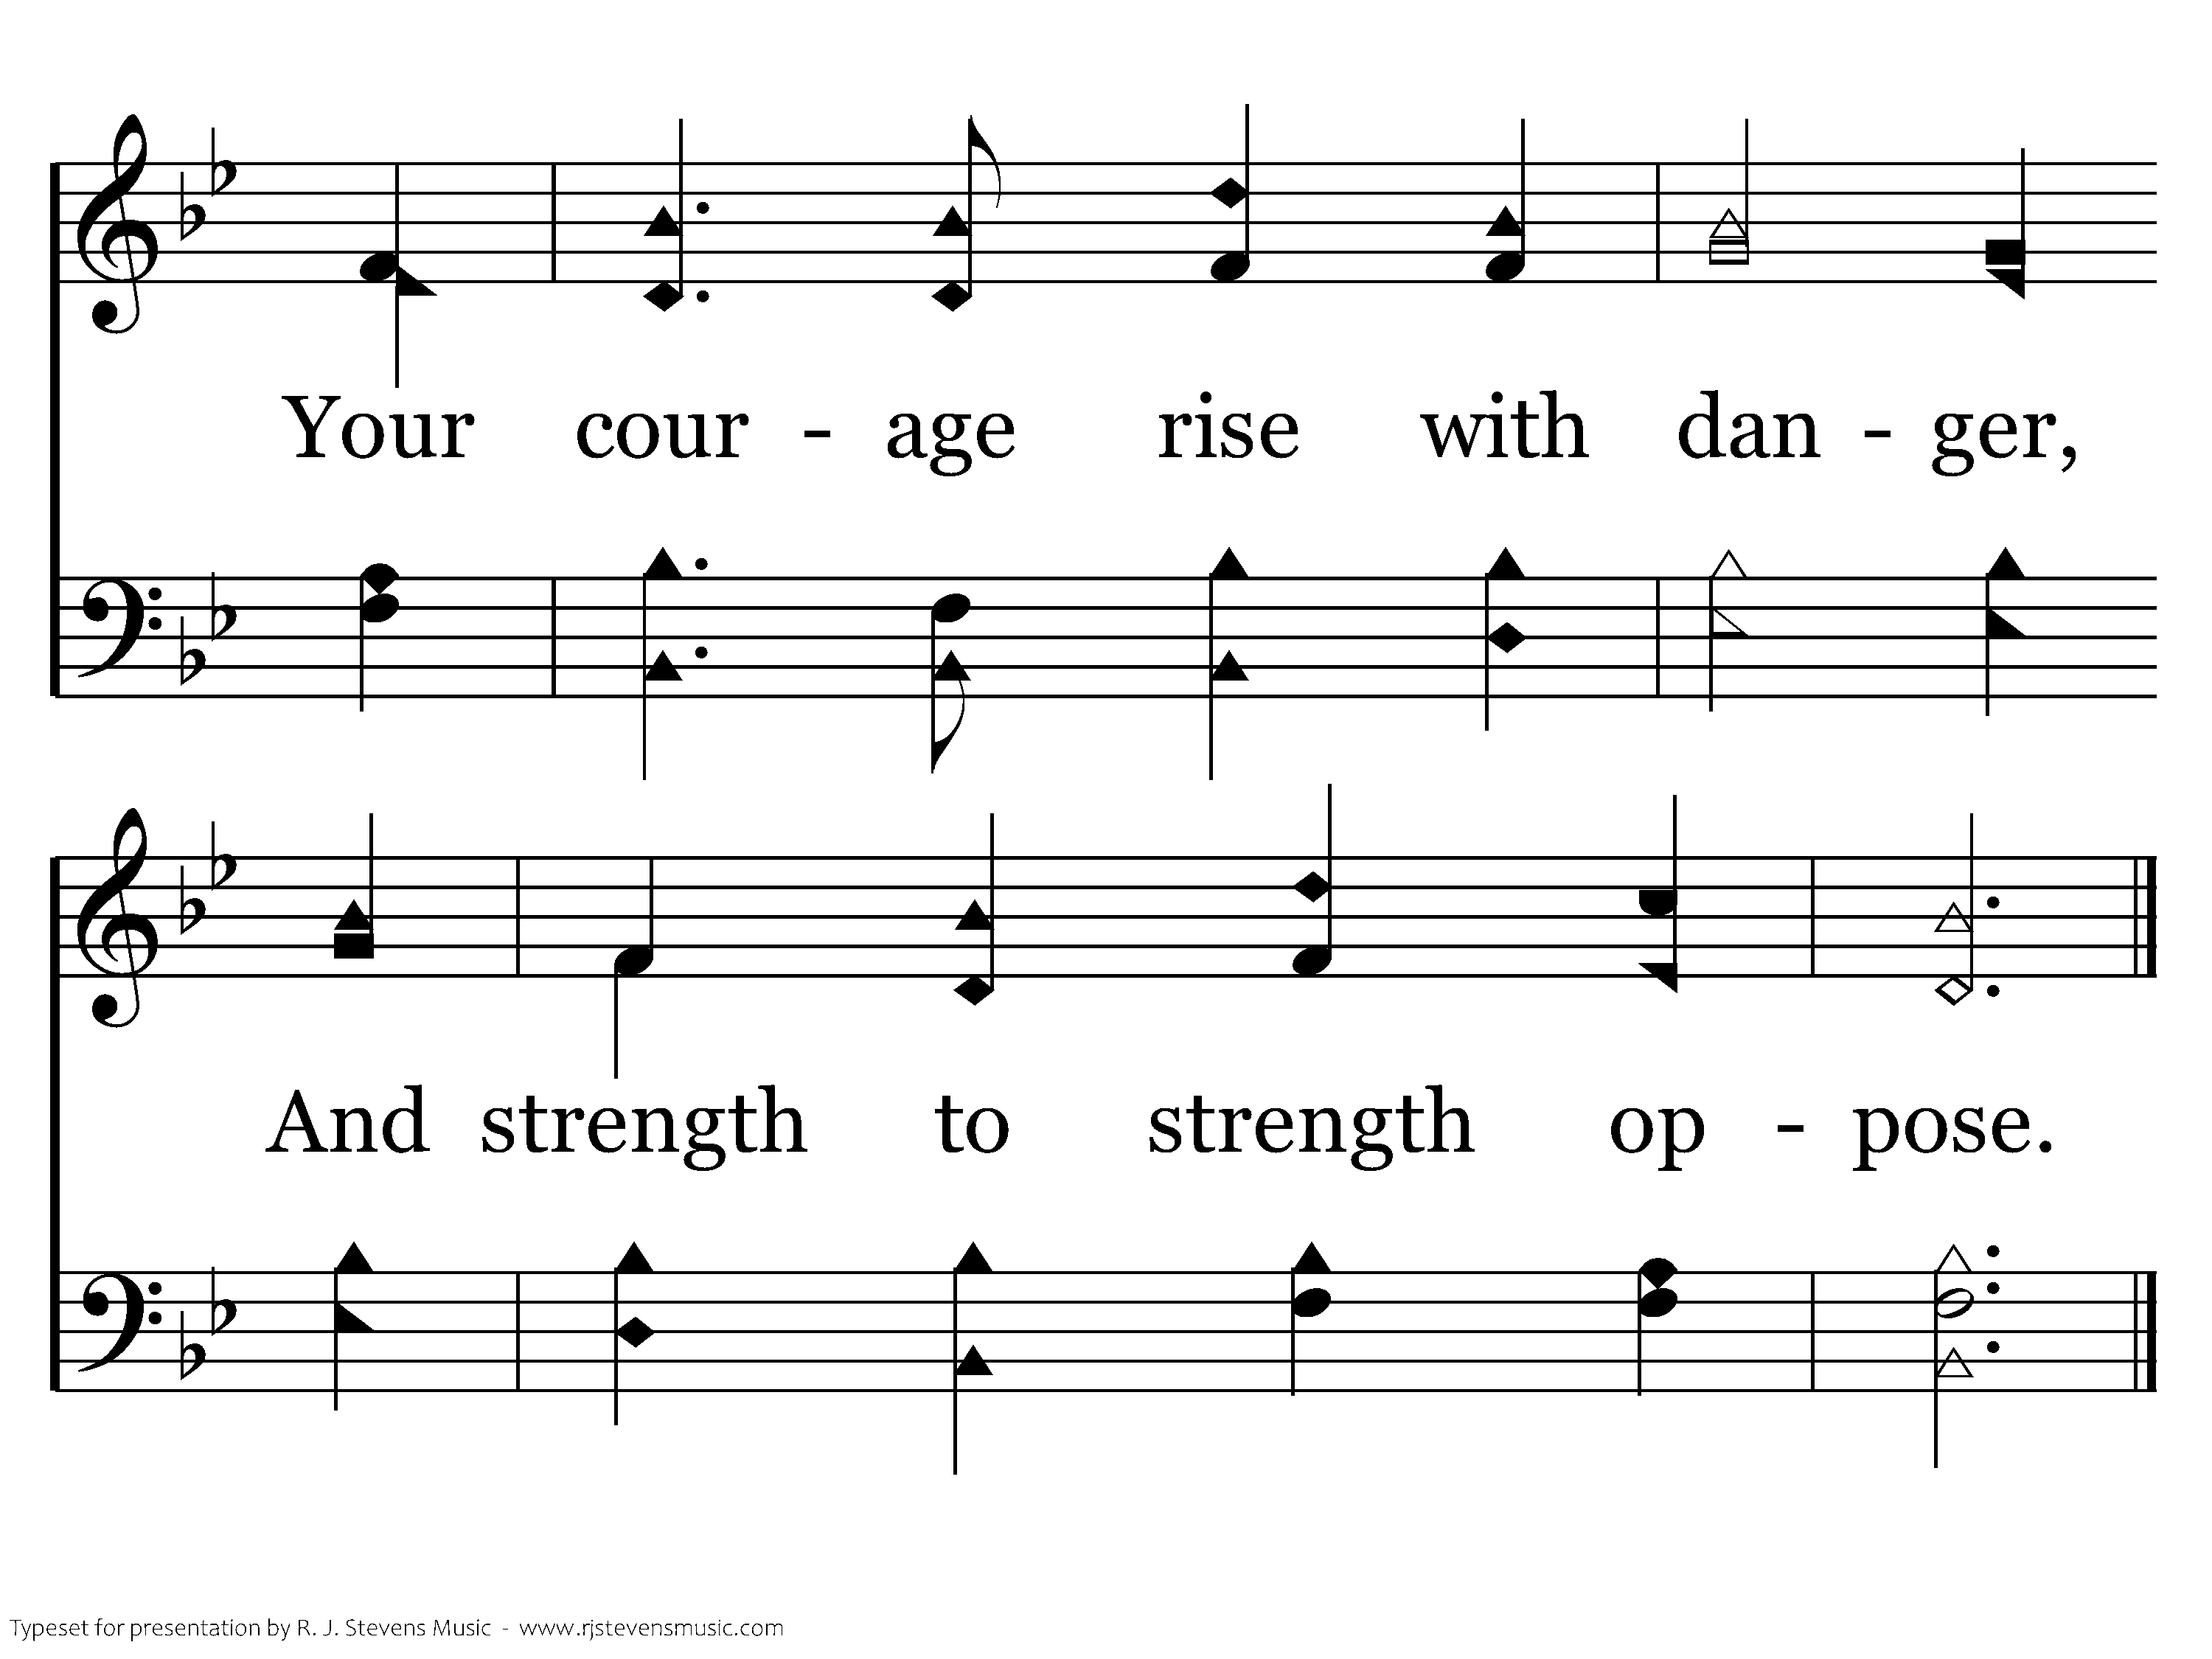 Your cour - age rise with dan - ger,
And strength to strength op - pose.
Typeset for presentation by R. J. Stevens Music - www.rjstevensmusic.com